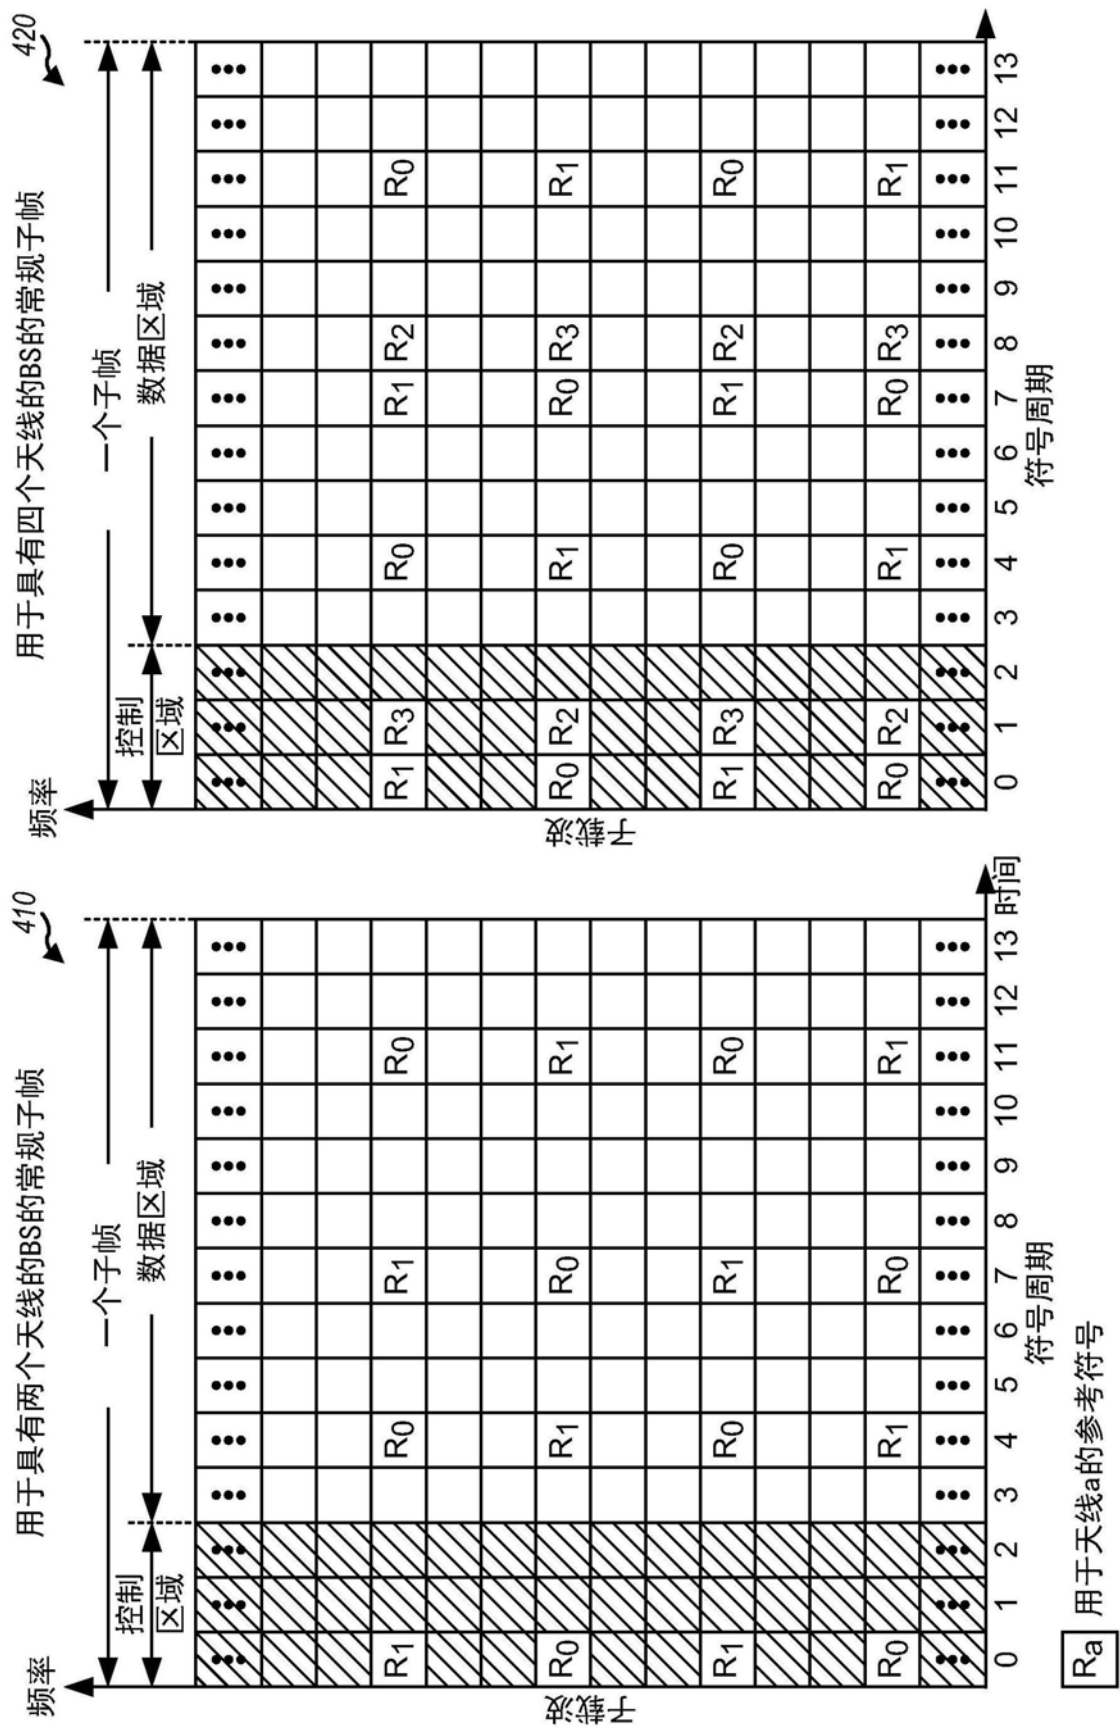 用于具有两个天线的BS的常规子帧
410
频率
一个子帧
控制
区域
数据区域
••• ••• ••• ••• ••• ••• ••• ••• ••• ••• ••• ••• ••• •••
R1 R0 R1 R0
R0 R1 R0 R1
R1 R0 R1 R0
R0 R1 R0 R1
••• ••• ••• ••• ••• ••• ••• ••• ••• ••• ••• ••• ••• •••
子载波
0 1 2 3 4 5 6 7 8 9 10 11 12 13
时间
符号周期
用于具有四个天线的BS的常规子帧
420
频率
一个子帧
控制
区域
数据区域
••• ••• ••• ••• ••• ••• ••• ••• ••• ••• ••• ••• ••• •••
R1 R3 R0 R1 R2 R0
R0 R2 R1 R0 R3 R1
R1 R3 R0 R1 R2 R0
R0 R2 R1 R0 R3 R1
••• ••• ••• ••• ••• ••• ••• ••• ••• ••• ••• ••• ••• •••
子载波
0 1 2 3 4 5 6 7 8 9 10 11 12 13
符号周期
Ra 用于天线a的参考符号